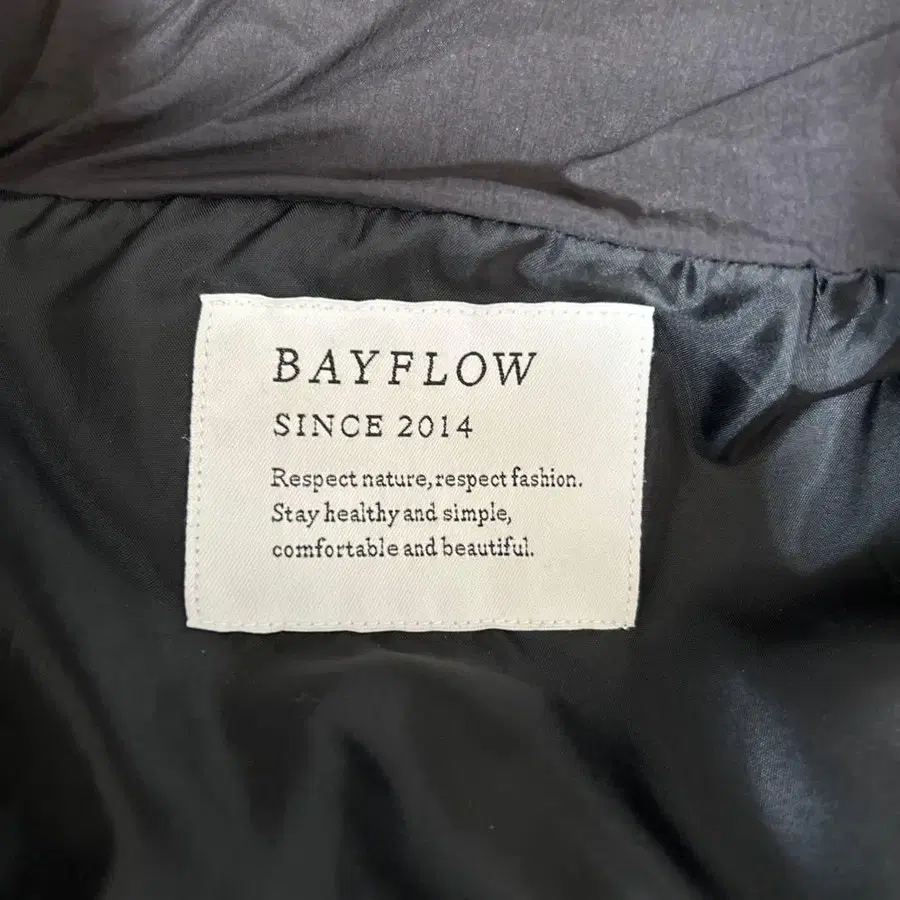 BAYFLOW
SINCE 2014
Respect nature, respect fashion.
Stay healthy and simple,
comfortable and beautiful.